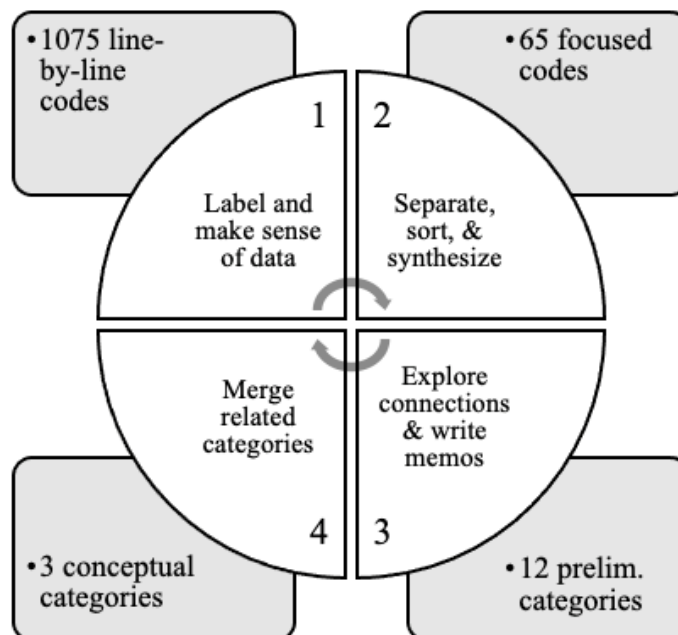 • 1075 line-
by-line
codes
• 65 focused
codes
1
2
Label and
make sense
of data
Separate,
sort, &
synthesize
Merge
related
categories
Explore
connections
& write
memos
4
3
• 3 conceptual
categories
• 12 prelim.
categories